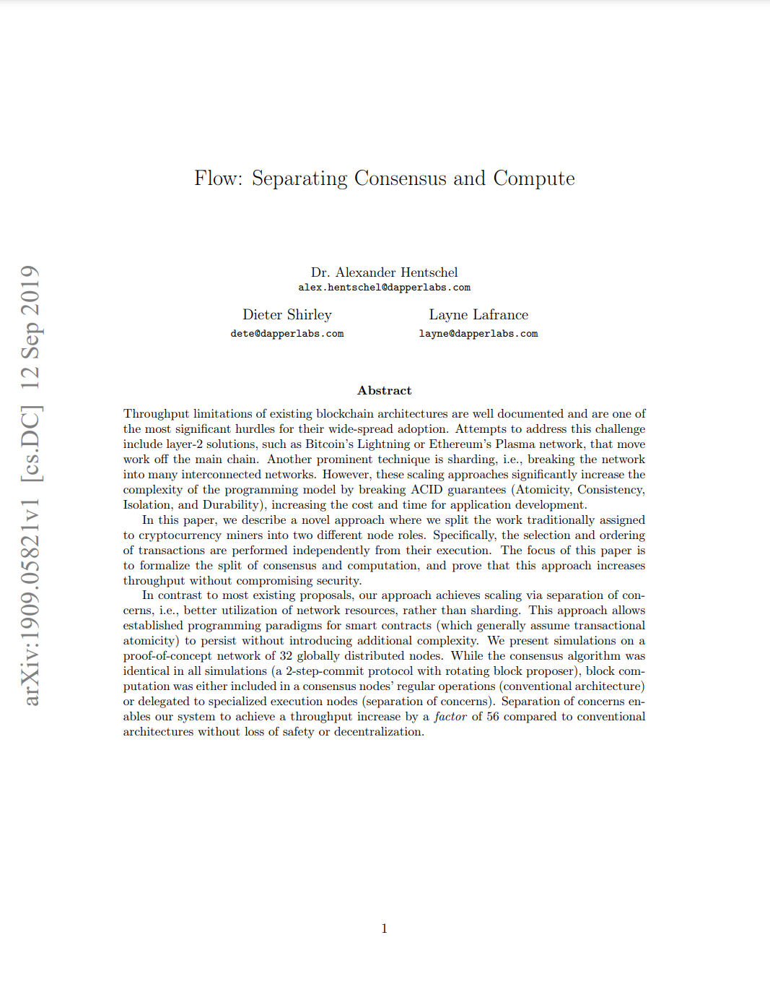 Flow: Separating Consensus and Compute
Dr. Alexander Hentschel
alex.hentschel@dapperlabs.com
Dieter Shirley
dete@dapperlabs.com
Layne Lafrance
layne@dapperlabs.com
Abstract
Throughput limitations of existing blockchain architectures are well documented and are one of
the most significant hurdles for their wide-spread adoption. Attempts to address this challenge
include layer-2 solutions, such as Bitcoin's Lightning or Ethereum's Plasma network, that move
work off the main chain. Another prominent technique is sharding, i.e., breaking the network
into many interconnected networks. However, these scaling approaches significantly increase the
complexity of the programming model by breaking ACID guarantees (Atomicity, Consistency,
Isolation, and Durability), increasing the cost and time for application development.
In this paper, we describe a novel approach where we split the work traditionally assigned
to cryptocurrency miners into two different node roles. Specifically, the selection and ordering
of transactions are performed independently from their execution. The focus of this paper is
to formalize the split of consensus and computation, and prove that this approach increases
throughput without compromising security.
In contrast to most existing proposals, our approach achieves scaling via separation of con-
cerns, i.e., better utilization of network resources, rather than sharding. This approach allows
established programming paradigms for smart contracts (which generally assume transactional
atomicity) to persist without introducing additional complexity. We present simulations on a
proof-of-concept network of 32 globally distributed nodes. While the consensus algorithm was
identical in all simulations (a 2-step-commit protocol with rotating block proposer), block com-
putation was either included in a consensus nodes' regular operations (conventional architecture)
or delegated to specialized execution nodes (separation of concerns). Separation of concerns en-
ables our system to achieve a throughput increase by a factor of 56 compared to conventional
architectures without loss of safety or decentralization.
1
arXiv:1909.05821v1 [cs.DC] 12 Sep 2019